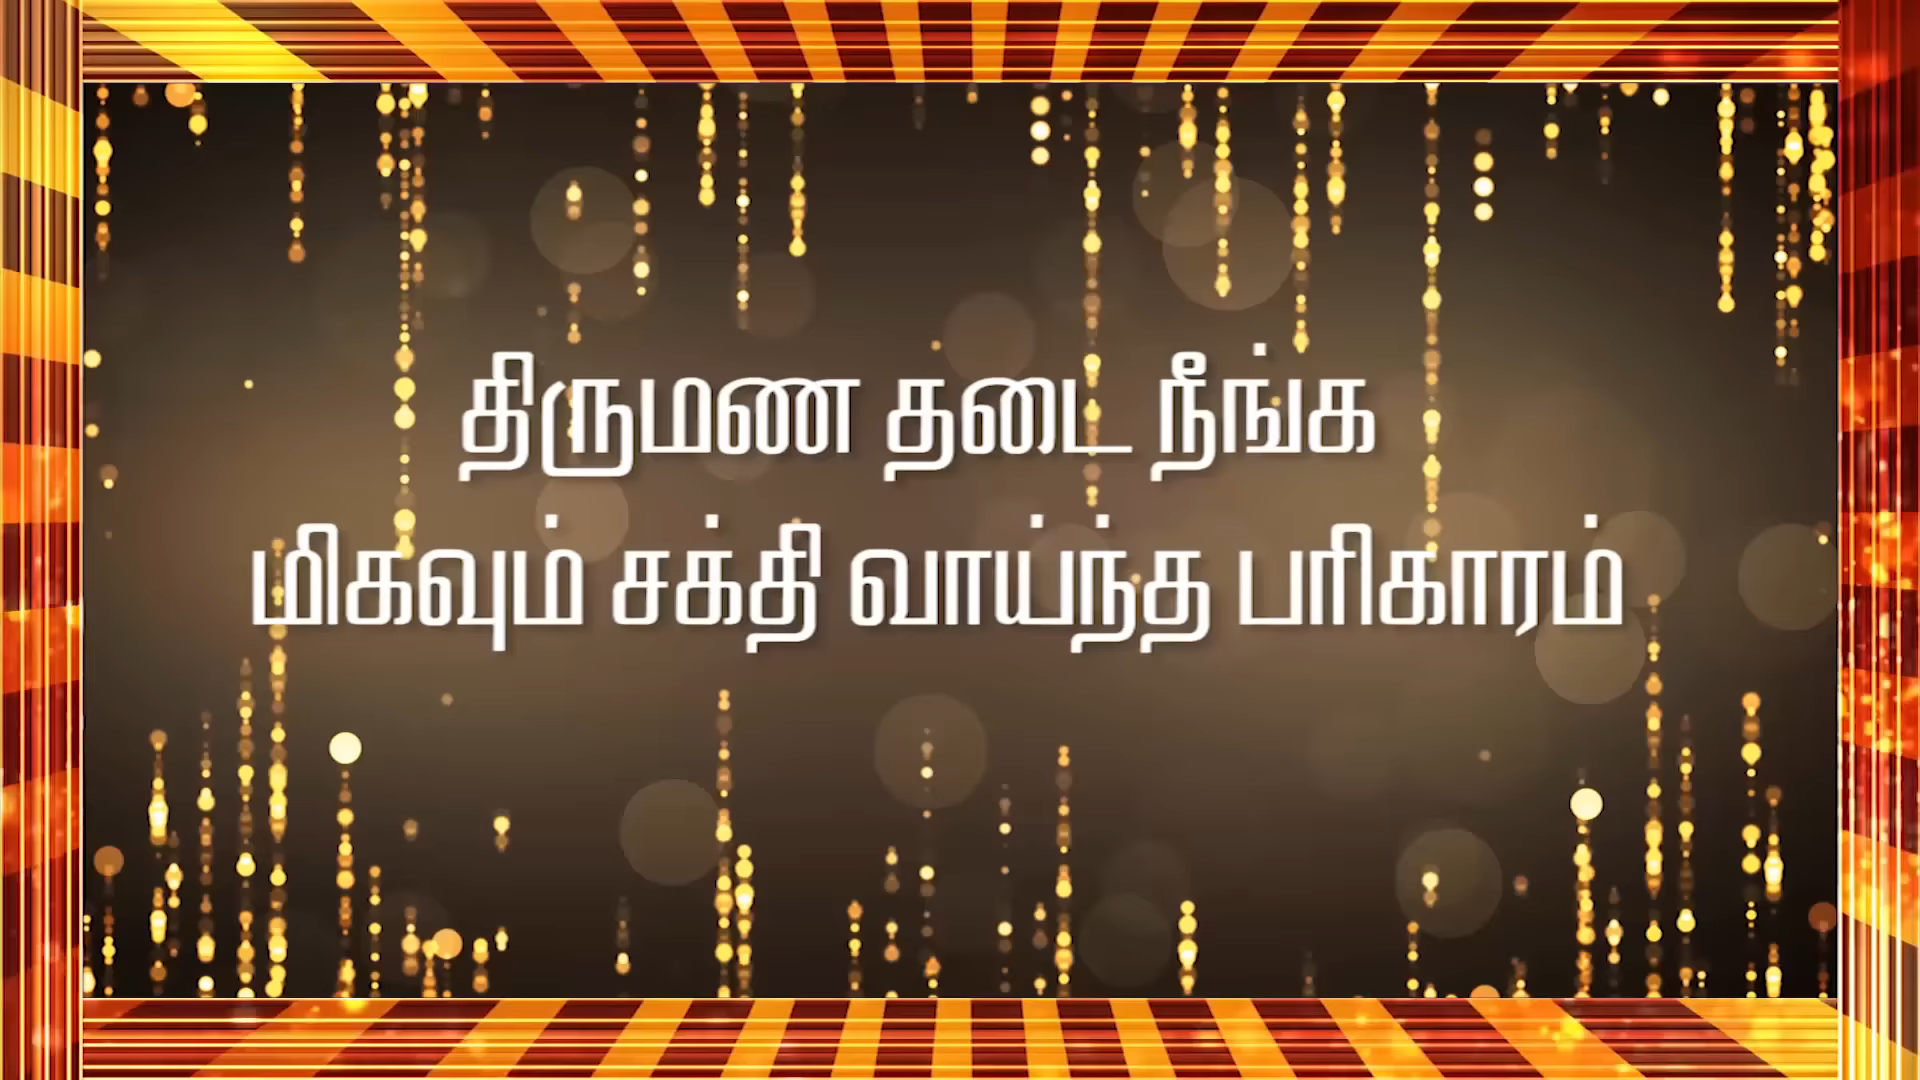 திருமண தடை நீங்க
மிகவும் சக்தி வாய்ந்த பரிகாரம்